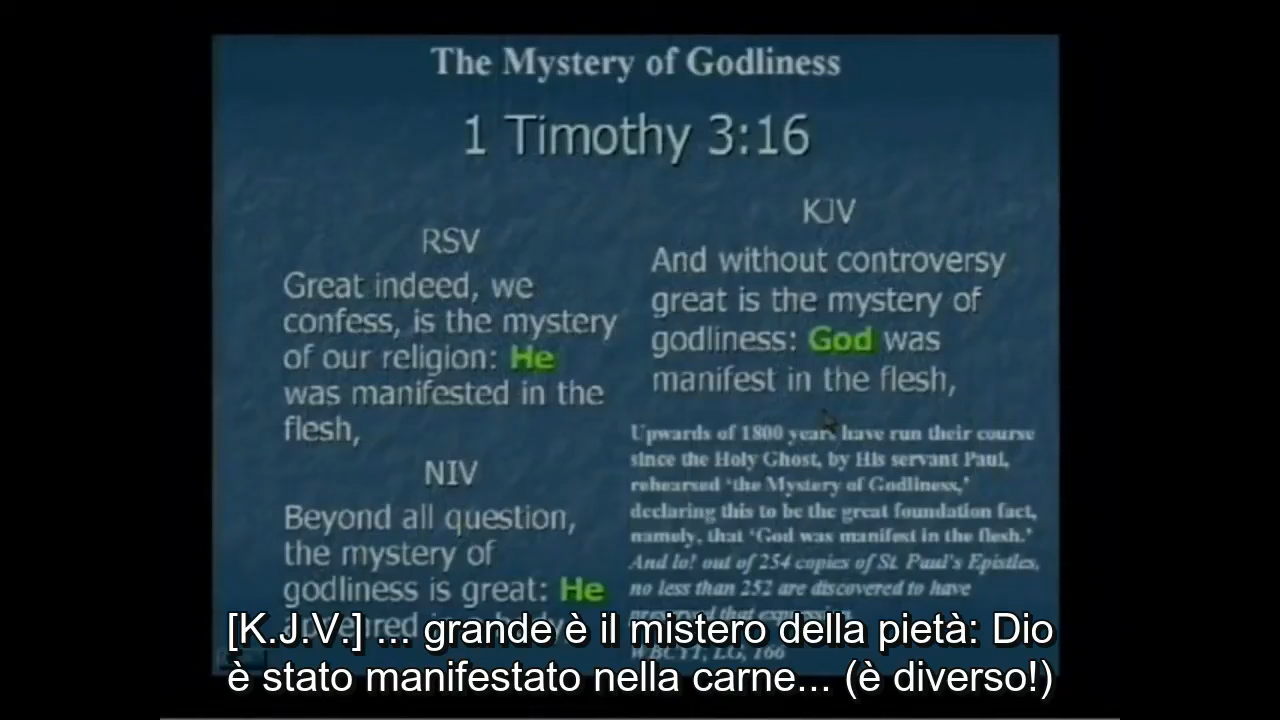 The Mystery of Godliness
1 Timothy 3:16
RSV
Great indeed, we
confess, is the mystery
of our religion: He
was manifested in the
flesh,
NIV
Beyond all question,
the mystery of
godliness is great: He
KJV
And without controversy
great is the mystery of
godliness: God was
manifest in the flesh,
Upwards of 1800 years have run their course
since the Holy Ghost, by His servant Paul,
rehearsed ‘the Mystery of Godliness,’
declaring this to be the great foundation fact,
namely, that ‘God was manifest in the flesh.’
And lo! out of 254 copies of St. Paul’s Epistles,
no less than 252 are discovered to have
preserved that expression.
166
[K.J.V.] ... grande è il mistero della pietà: Dio
è stato manifestato nella carne... (è diverso!)